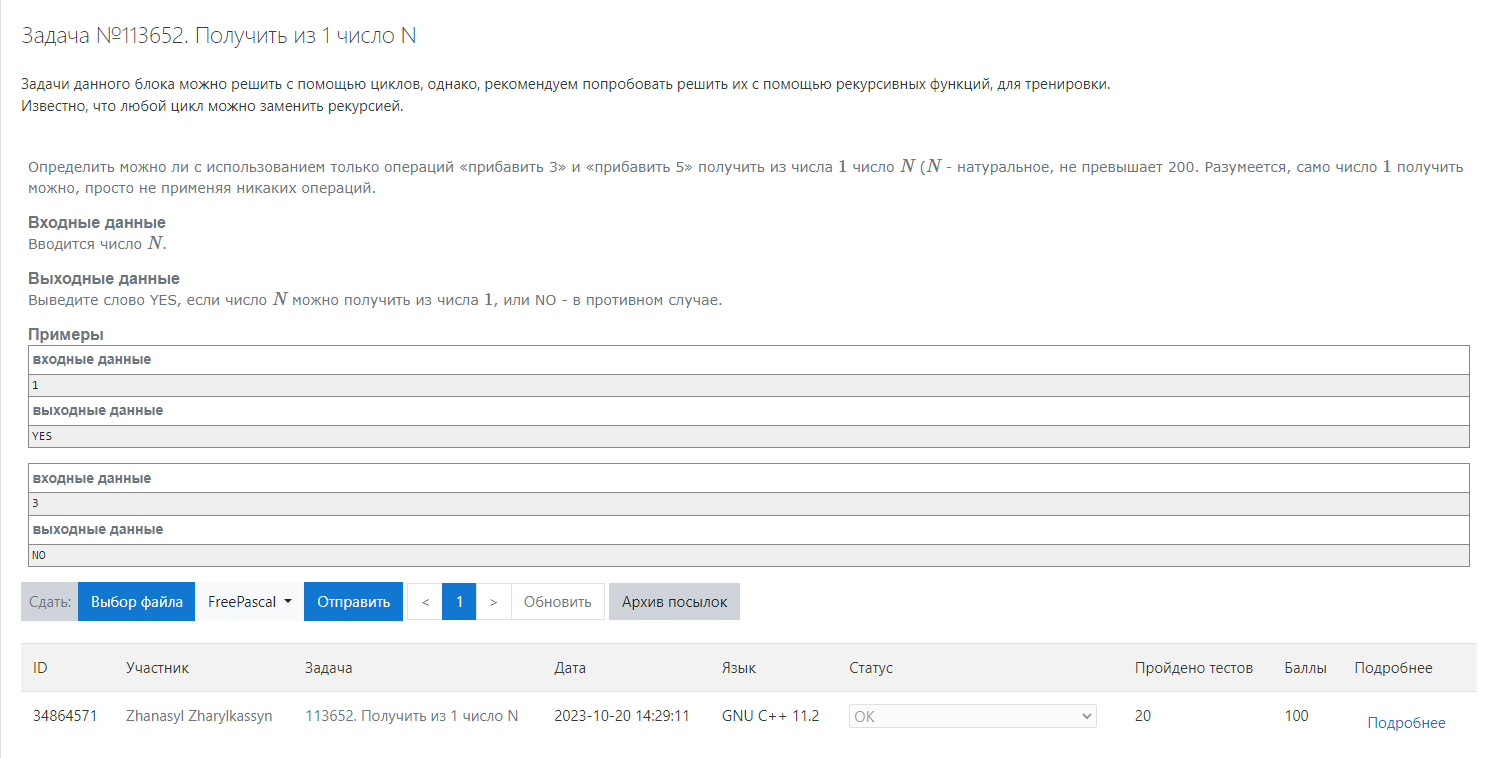 Задача №113652. Получить из 1 число N
Задачи данного блока можно решить с помощью циклов, однако, рекомендуем попробовать решить их с помощью рекурсивных функций, для тренировки.
Известно, что любой цикл можно заменить рекурсией.
Определить можно ли с использованием только операций «прибавить 3» и «прибавить 5» получить из числа 1 число N (N - натуральное, не превышает 200. Разумеется, само число 1 получить
можно, просто не применяя никаких операций.
Входные данные
Вводится число N.
Выходные данные
Выведите слово YES, если число N можно получить из числа 1, или NO - в противном случае.
Примеры
входные данные
1
выходные данные
YES
входные данные
3
выходные данные
NO
Сдать: Выбор файла FreePascal Отправить < 1 > Обновить Архив посылок
ID Участник Задача Дата Язык Статус Пройдено тестов Баллы Подробнее
34864571 Zhanasyl Zharylkassyn 113652. Получить из 1 число N 2023-10-20 14:29:11 GNU C++ 11.2 OK 20 100 Подробнее